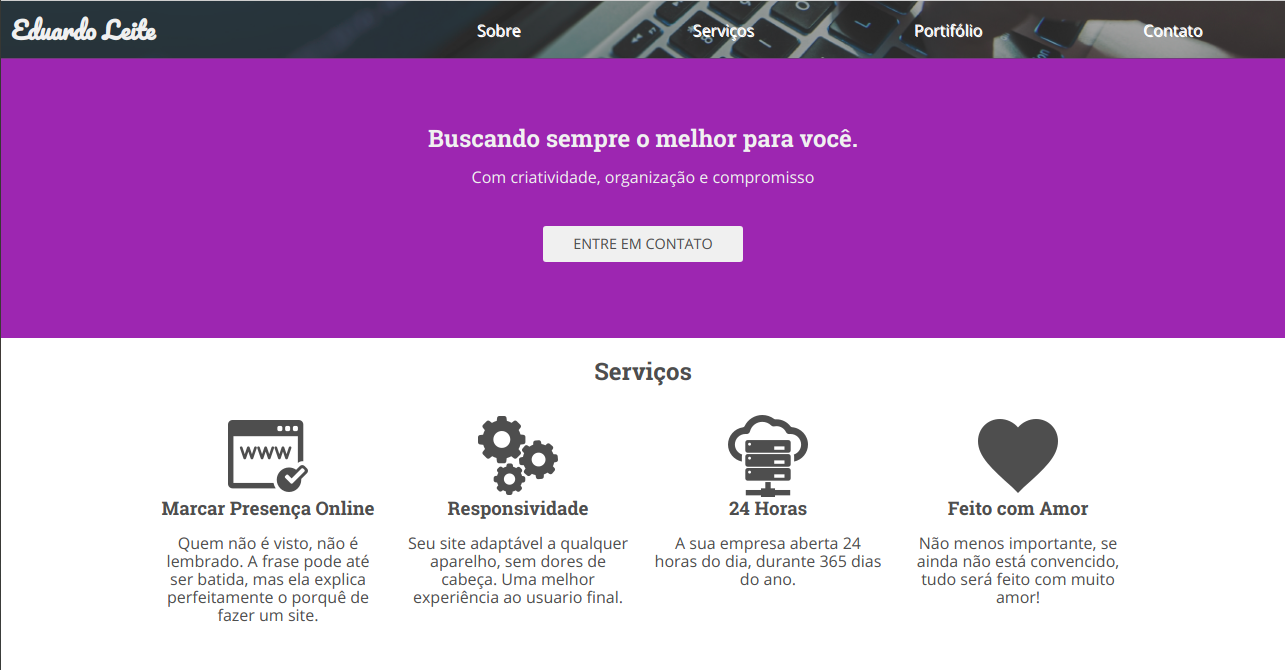 Eduardo Leite
Sobre
Serviços
Portifólio
Contato
Buscando sempre o melhor para você.
Com criatividade, organização e compromisso
ENTRE EM CONTATO
Serviços
WWW
Marcar Presença Online
Quem não é visto, não é
lembrado. A frase pode até
ser batida, mas ela explica
perfeitamente o porquê de
fazer um site.
Responsividade
Seu site adaptável a qualquer
aparelho, sem dores de
cabeça. Uma melhor
experiência ao usuario final.
24 Horas
A sua empresa aberta 24
horas do dia, durante 365 dias
do ano.
Feito com Amor
Não menos importante, se
ainda não está convencido,
tudo será feito com muito
amor!